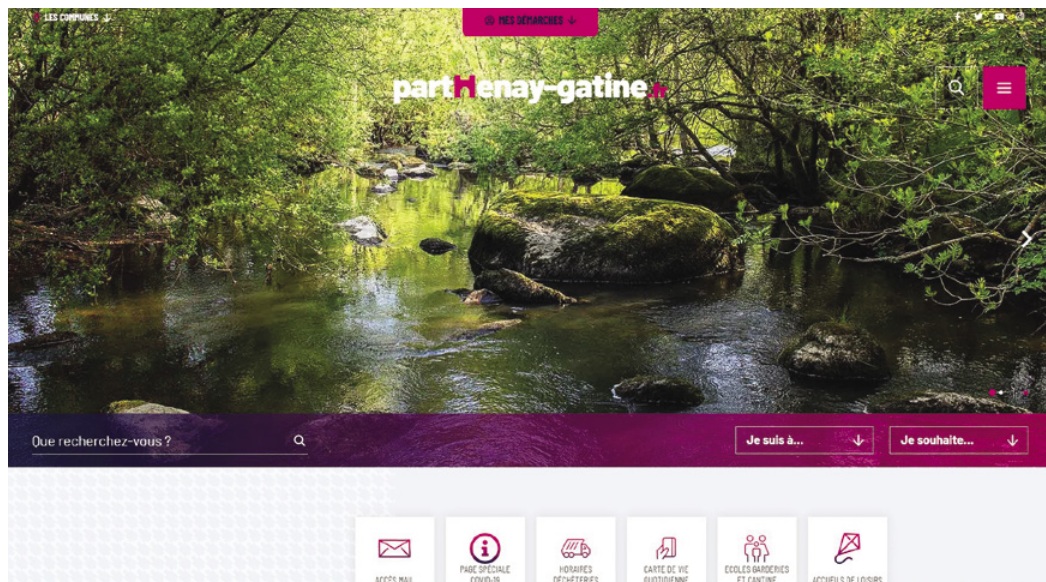 LES COMMUNES
MES DÉMARCHES
partHenay-gatine.fr
Que recherchez-vous ?
Je suis à...
Je souhaite...
ACCÈS MAIL
PAGE SPÉCIALE
COVID-19
HORAIRES
DÉCHÈTERIES
CARTE DE VIE
QUOTIDIENNE
ECOLES GARDERIES
ET CANTINE
ACCUEILS DE LOISIRS